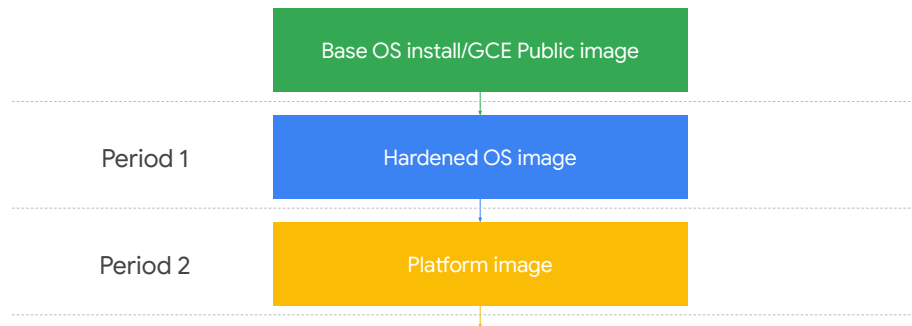 Base OS install/GCE Public image
Period 1
Hardened OS image
Period 2
Platform image